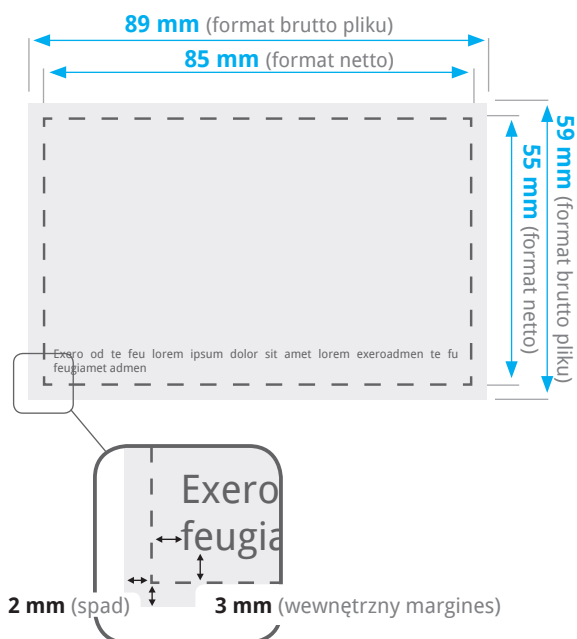 89 mm (format brutto pliku)
85 mm (format netto)
59 mm (format brutto pliku)
55 mm (format netto)
Exero od te feu lorem ipsum dolor sit amet lorem exeroadmen te fu
feugiamet admen
Exero
feugia
2 mm (spad)
3 mm (wewnętrzny margines)